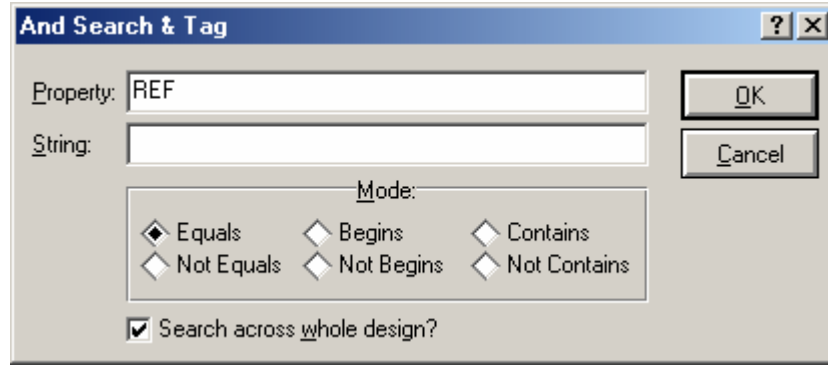 And Search & Tag ? X
Property: REF OK
String: Cancel
Mode:
Equals Begins Contains
Not Equals Not Begins Not Contains
Search across whole design?